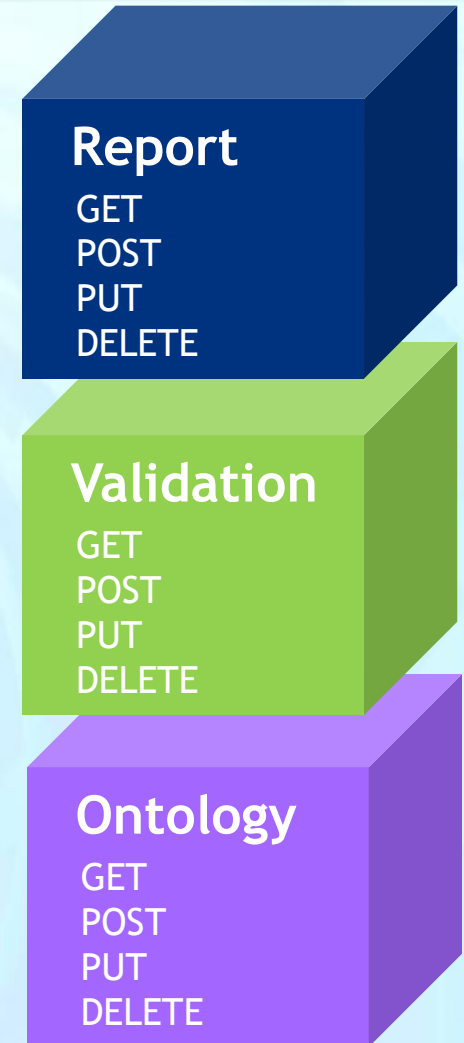 Report
GET
POST
PUT
DELETE
Validation
GET
POST
PUT
DELETE
Ontology
GET
POST
PUT
DELETE